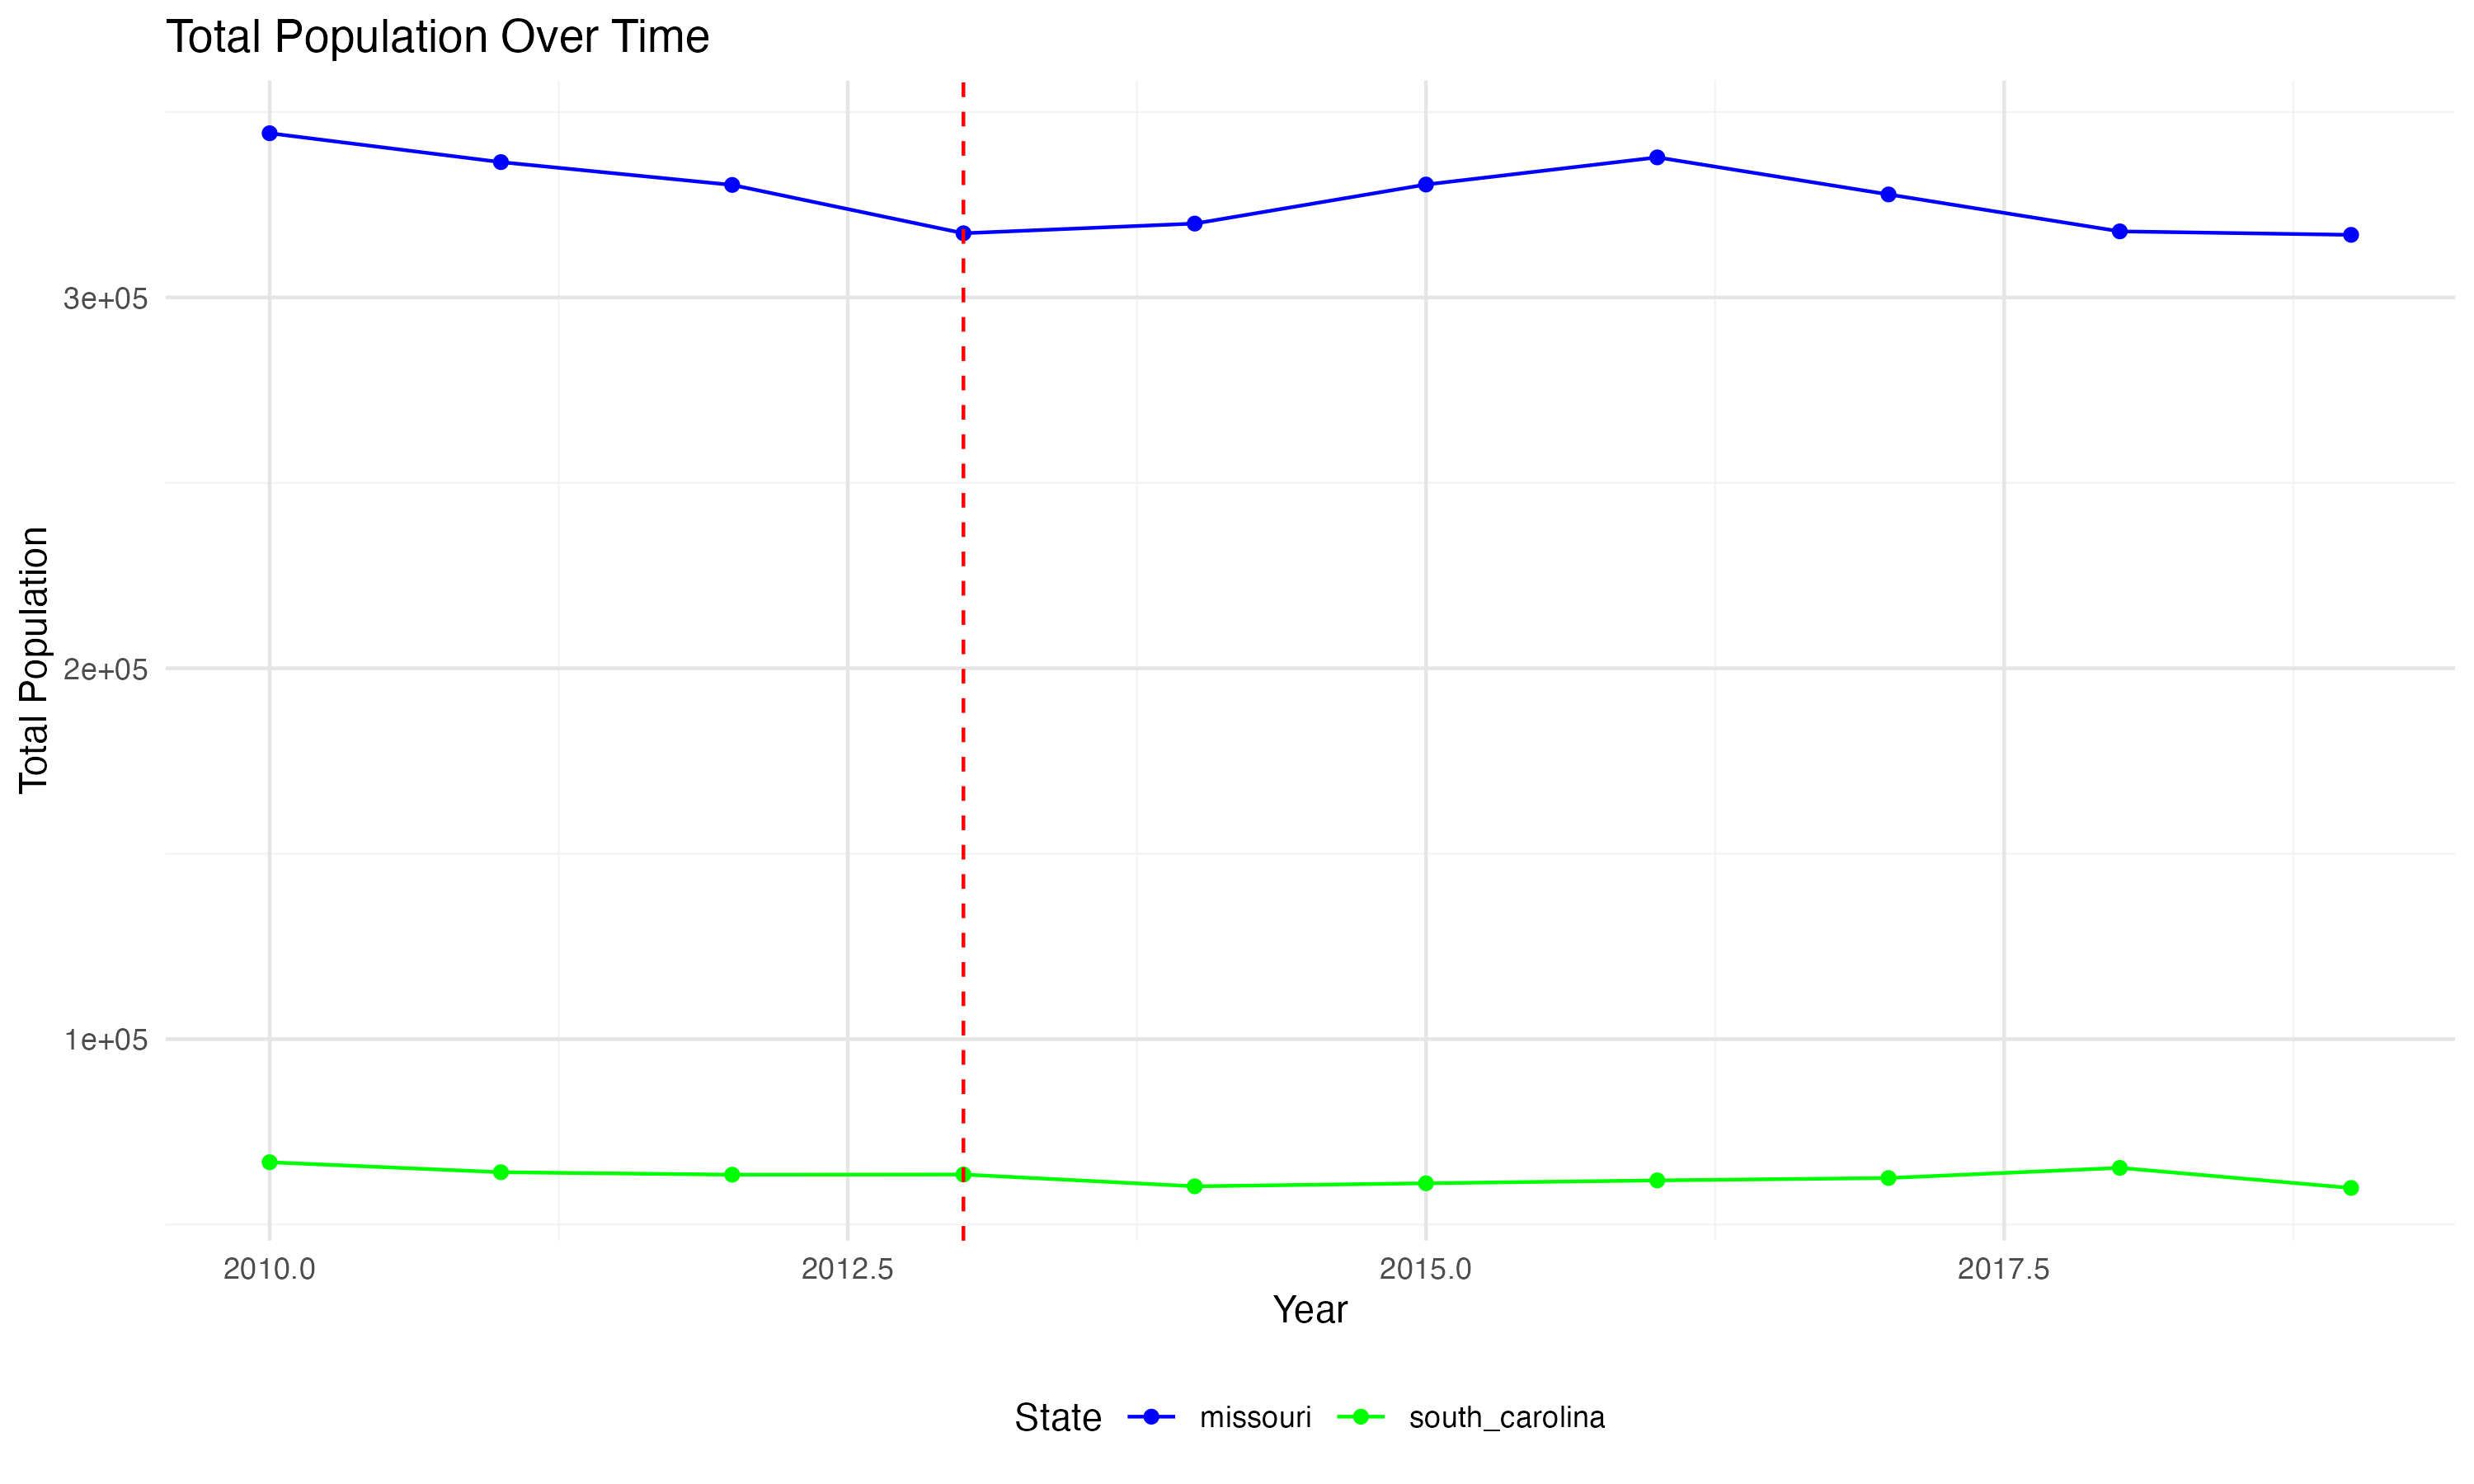 Total Population Over Time
Total Population
3e+05
2e+05
1e+05
2010.0 2012.5 2015.0 2017.5
Year
State missouri south_carolina